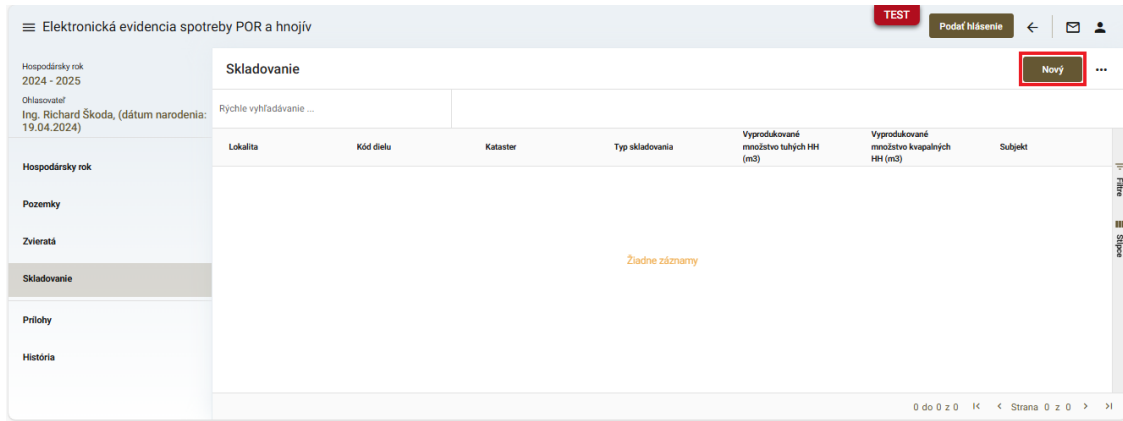 TEST
Elektronická evidencia spotreby POR a hnojív
Podať hlásenie
Hospodársky rok
2024 - 2025
Ohlasovateľ
Ing. Richard Škoda, (dátum narodenia:
19.04.2024)
Hospodársky rok
Pozemky
Zvieratá
Skladovanie
Prílohy
História
Skladovanie
Nový
Rýchle vyhľadávanie ...
Lokalita
Kód dielu
Kataster
Typ skladovania
Vyprodukované
množstvo tuhých HH
(m3)
Vyprodukované
množstvo kvapalných
HH (m3)
Subjekt
Žiadne záznamy
Filtre
Stĺpce
0 do 0 z 0
Strana 0 z 0